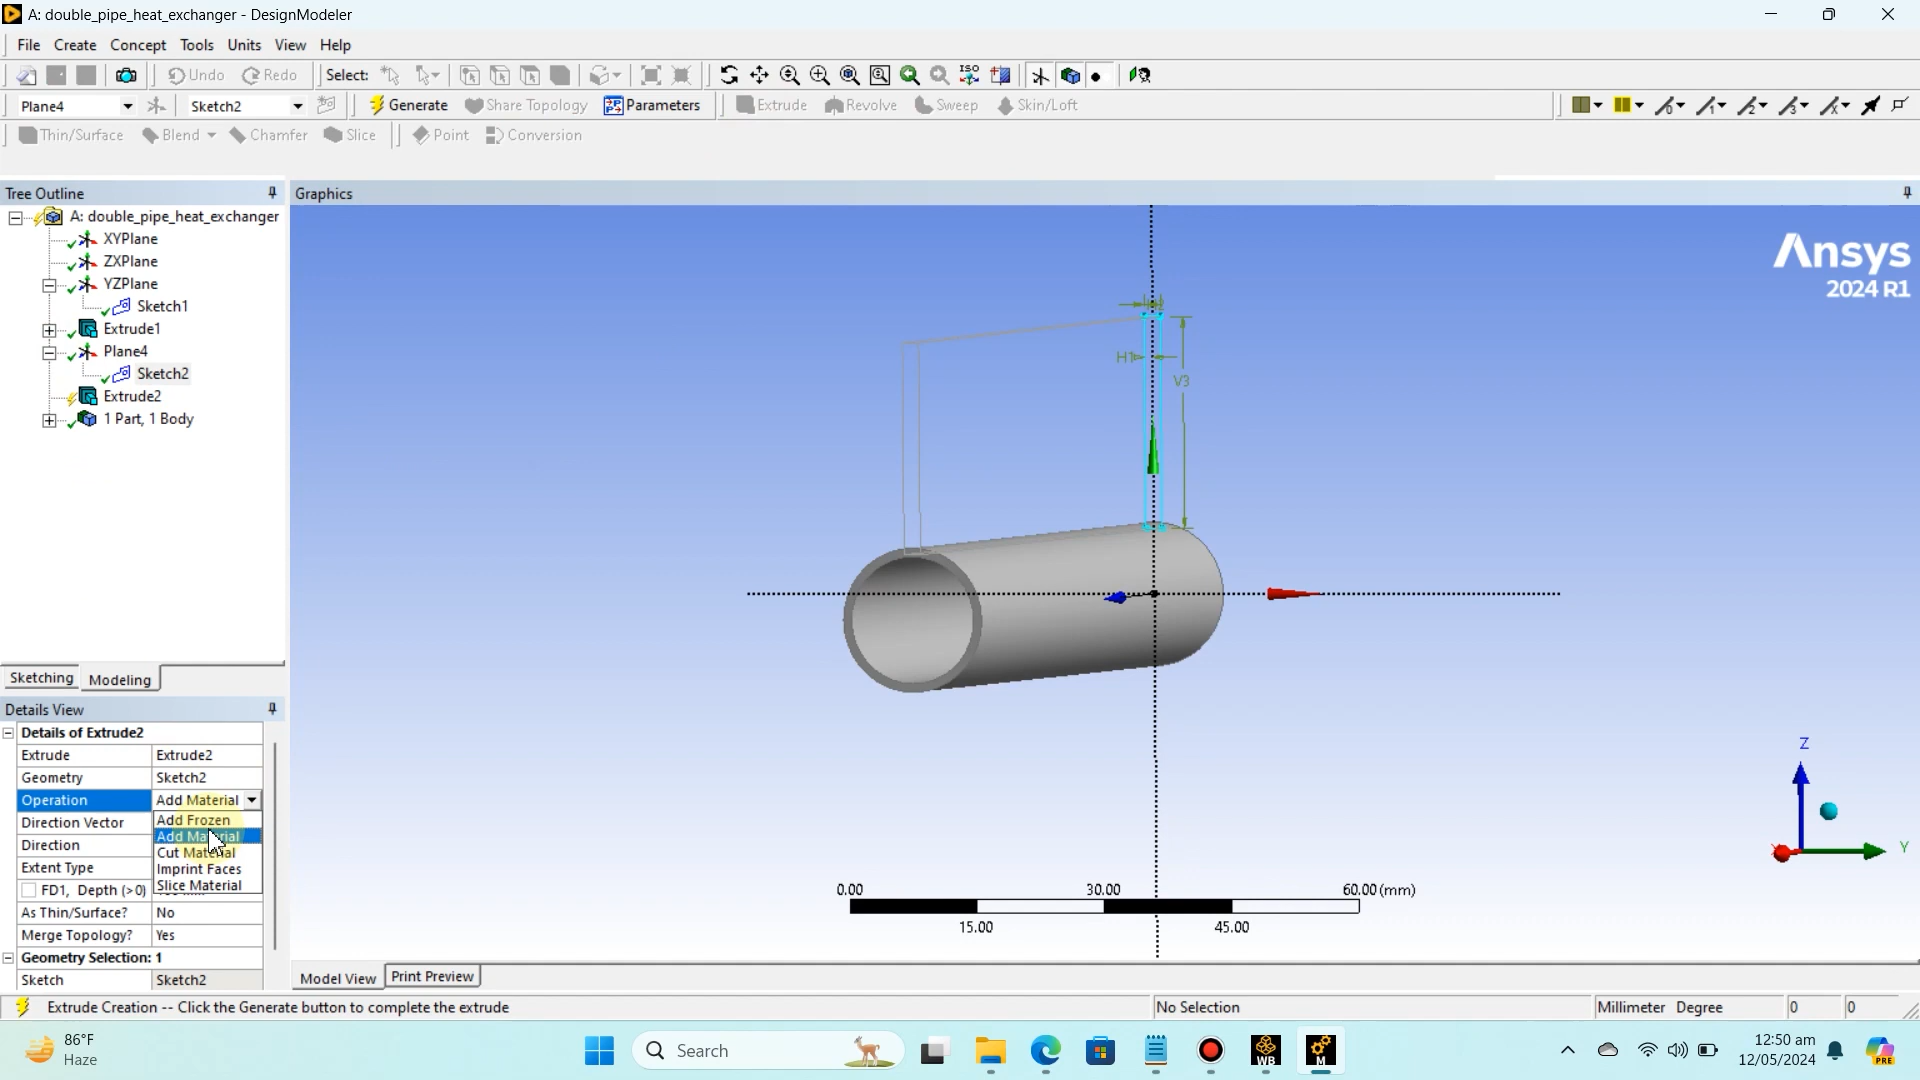 A: double_pipe_heat_exchanger - DesignModeler
File Create Concept Tools Units View Help
Undo Redo Select: ISO
Plane4 Sketch2 Generate Share Topology Parameters Extrude Revolve Sweep Skin/Loft
Thin/Surface Blend Chamfer Slice Point Conversion
Tree Outline
A: double_pipe_heat_exchanger
XYPlane
ZXPlane
YZPlane
Sketch1
Extrude1
Plane4
Sketch2
Extrude2
1 Part, 1 Body
Sketching Modeling
Details View
Details of Extrude2
Extrude Extrude2
Geometry Sketch2
Operation Add Material
Direction Vector
Direction
Extent Type
FD1, Depth (>0)
As Thin/Surface? No
Merge Topology? Yes
Geometry Selection: 1
Sketch Sketch2
Add Frozen
Add Material
Cut Material
Imprint Faces
Slice Material
Graphics
Ansys
2024 R1
H1
V3
Z
Y
0.00 30.00 60.00 (mm)
15.00 45.00
Model View Print Preview
Extrude Creation -- Click the Generate button to complete the extrude
No Selection
Millimeter Degree 0 0
86°F
Haze
Search
WB
M
12:50 am
12/05/2024
PRE